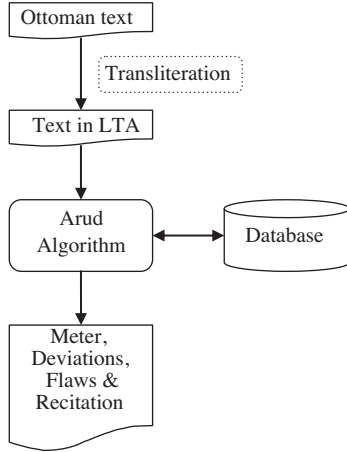 Ottoman text
Transliteration
Text in LTA
Arud
Algorithm
Database
Meter,
Deviations,
Flaws &
Recitation